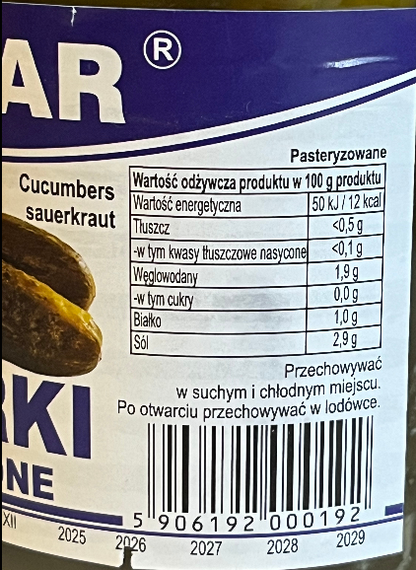 AR®
Pasteryzowane
Cucumbers
sauerkraut
Wartość odżywcza produktu w 100 g produktu
Wartość energetyczna 50 kJ / 12 kcal
Tłuszcz <0,5 g
-w tym kwasy tłuszczowe nasycone <0,1 g
Węglowodany 1,9 g
-w tym cukry 0,0 g
Białko 1,0 g
Sól 2,9 g
Przechowywać
w suchym i chłodnym miejscu.
Po otwarciu przechowywać w lodówce.
RKI
ONE
5 906192 000192
XII 2025 2026 2027 2028 2029